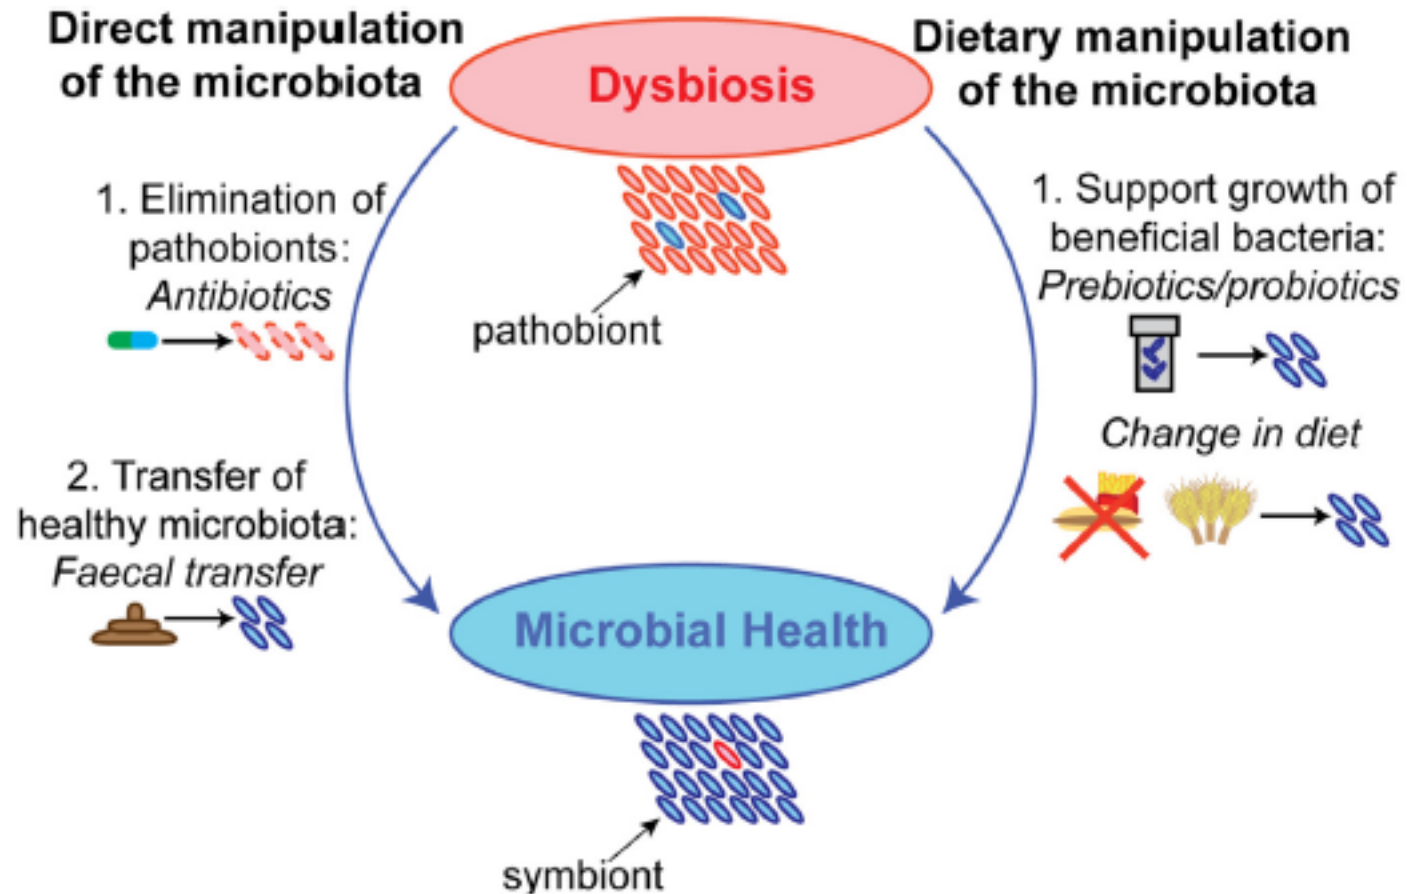 Direct manipulation
of the microbiota
Dysbiosis
Dietary manipulation
of the microbiota
1. Elimination of
pathobionts:
Antibiotics
pathobiont
1. Support growth of
beneficial bacteria:
Prebiotics/probiotics
Change in diet
2. Transfer of
healthy microbiota:
Faecal transfer
Microbial Health
symbiont